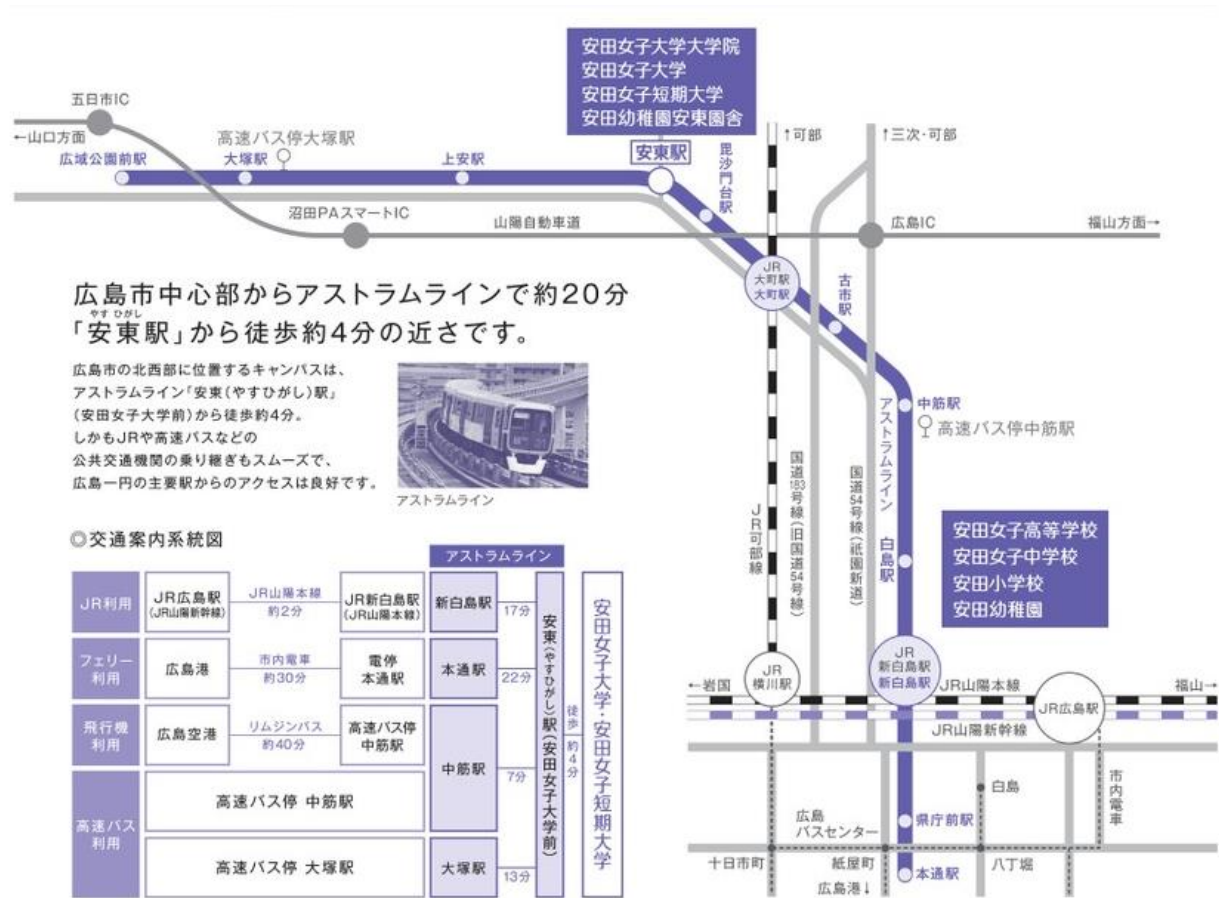 安田女子大学大学院
安田女子大学
安田女子短期大学
安田幼稚園安東園舎
五日市IC
←山口方面
高速バス停大塚駅
広域公園前駅
大塚駅
上安駅
安東駅
毘沙門台駅
↑可部
↑三次・可部
沼田PAスマートIC
山陽自動車道
広島IC
福山方面→
JR
大町駅
大町駅
古市駅
広島市中心部からアストラムラインで約20分
やす ひがし
「安東駅」から徒歩約4分の近さです。
広島市の北西部に位置するキャンパスは、
アストラムライン「安東(やすひがし)駅」
(安田女子大学前)から徒歩約4分。
しかもJRや高速バスなどの
公共交通機関の乗り継ぎもスムーズで、
広島一円の主要駅からのアクセスは良好です。
アストラムライン
中筋駅
高速バス停中筋駅
アストラムライン
国道183号線(旧国道54号線)
国道54号線(祇園新道)
JR可部線
白島駅
安田女子高等学校
安田女子中学校
安田小学校
安田幼稚園
JR
横川駅
JR
新白島駅
新白島駅
←岩国
JR山陽本線
福山→
JR広島駅
JR山陽新幹線
白島
市内電車
県庁前駅
広島
バスセンター
十日市町
紙屋町
八丁堀
本通駅
広島港↓
◎交通案内系統図
アストラムライン
JR利用
JR広島駅
(JR山陽新幹線)
JR山陽本線
約2分
JR新白島駅
(JR山陽本線)
新白島駅
17分
フェリー
利用
広島港
市内電車
約30分
電停
本通駅
本通駅
22分
飛行機
利用
広島空港
リムジンバス
約40分
高速バス停
中筋駅
中筋駅
7分
高速バス
利用
高速バス停 中筋駅
高速バス停 大塚駅
大塚駅
13分
安東(やすひがし)駅(安田女子大学前)
徒歩 約4分
安田女子大学・安田女子短期大学